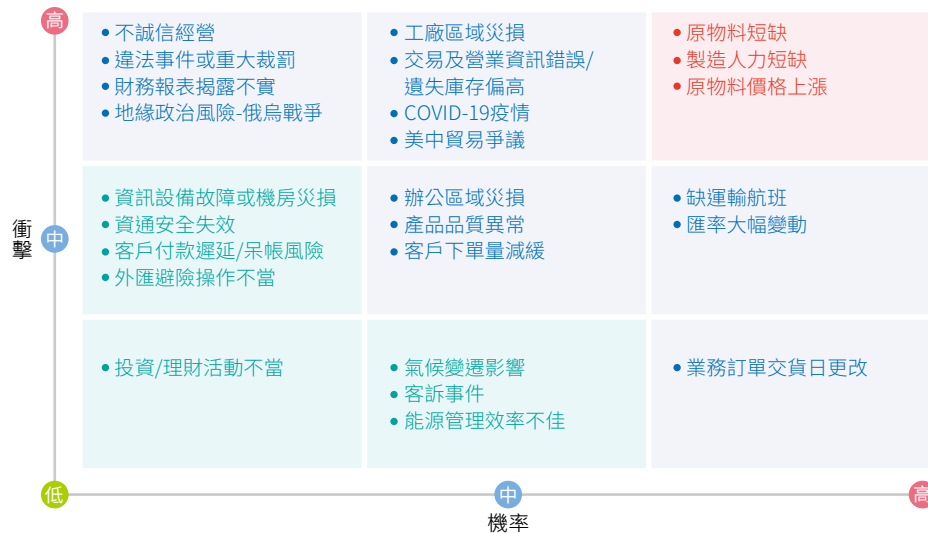 高
• 不誠信經營
• 違法事件或重大裁罰
• 財務報表揭露不實
• 地緣政治風險-俄烏戰爭
• 工廠區域災損
• 交易及營業資訊錯誤/
遺失庫存偏高
• COVID-19疫情
• 美中貿易爭議
• 原物料短缺
• 製造人力短缺
• 原物料價格上漲
衝擊
中
• 資訊設備故障或機房災損
• 資通安全失效
• 客戶付款遲延/呆帳風險
• 外匯避險操作不當
• 辦公區域災損
• 產品品質異常
• 客戶下單量減緩
• 缺運輸航班
• 匯率大幅變動
• 投資/理財活動不當
• 氣候變遷影響
• 客訴事件
• 能源管理效率不佳
• 業務訂單交貨日更改
低
中
高
機率